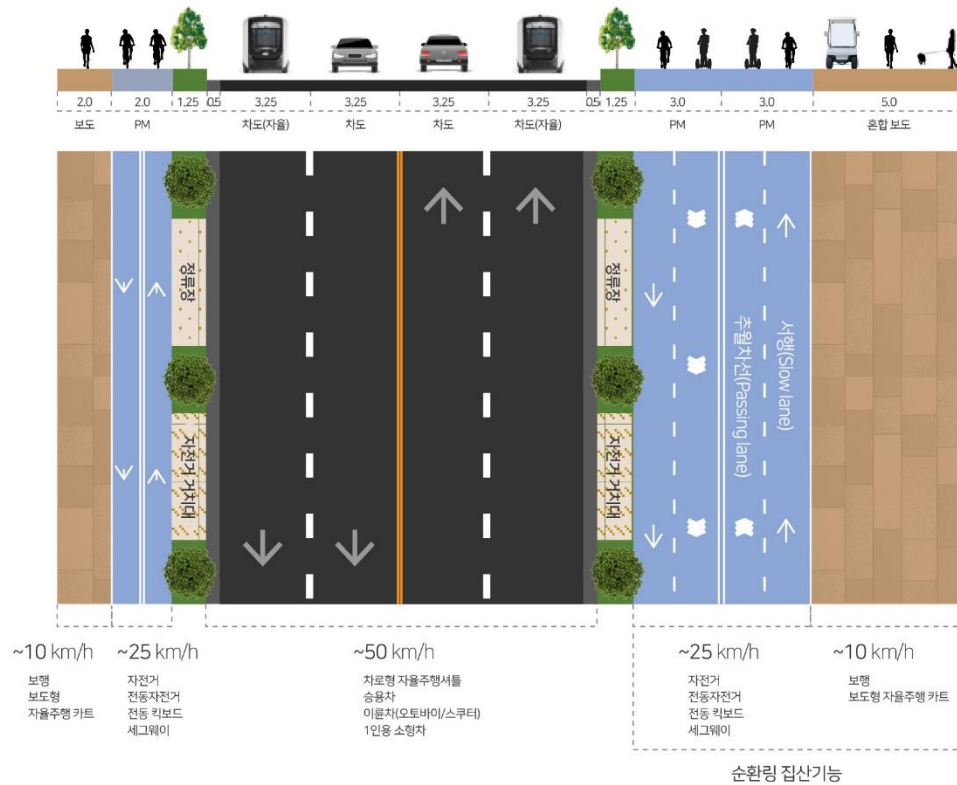 2.0 2.0 1.25 0.5 3.25 3.25 3.25 3.25 0.5 1.25 3.0 3.0 5.0
보도 PM 차도(자율) 차도 차도 차도(자율) PM PM 혼합 보도
정류장
자전거 거치대
정류장
자전거 거치대
추월차선(Passing lane)
서행(Slow lane)
~10 km/h
보행
보도형
자율주행 카트
~25 km/h
자전거
전동자전거
전동 킥보드
세그웨이
~50 km/h
차로형 자율주행셔틀
승용차
이륜차(오토바이/스쿠터)
1인용 소형차
~25 km/h
자전거
전동자전거
전동 킥보드
세그웨이
~10 km/h
보행
보도형 자율주행 카트
순환링 집산기능